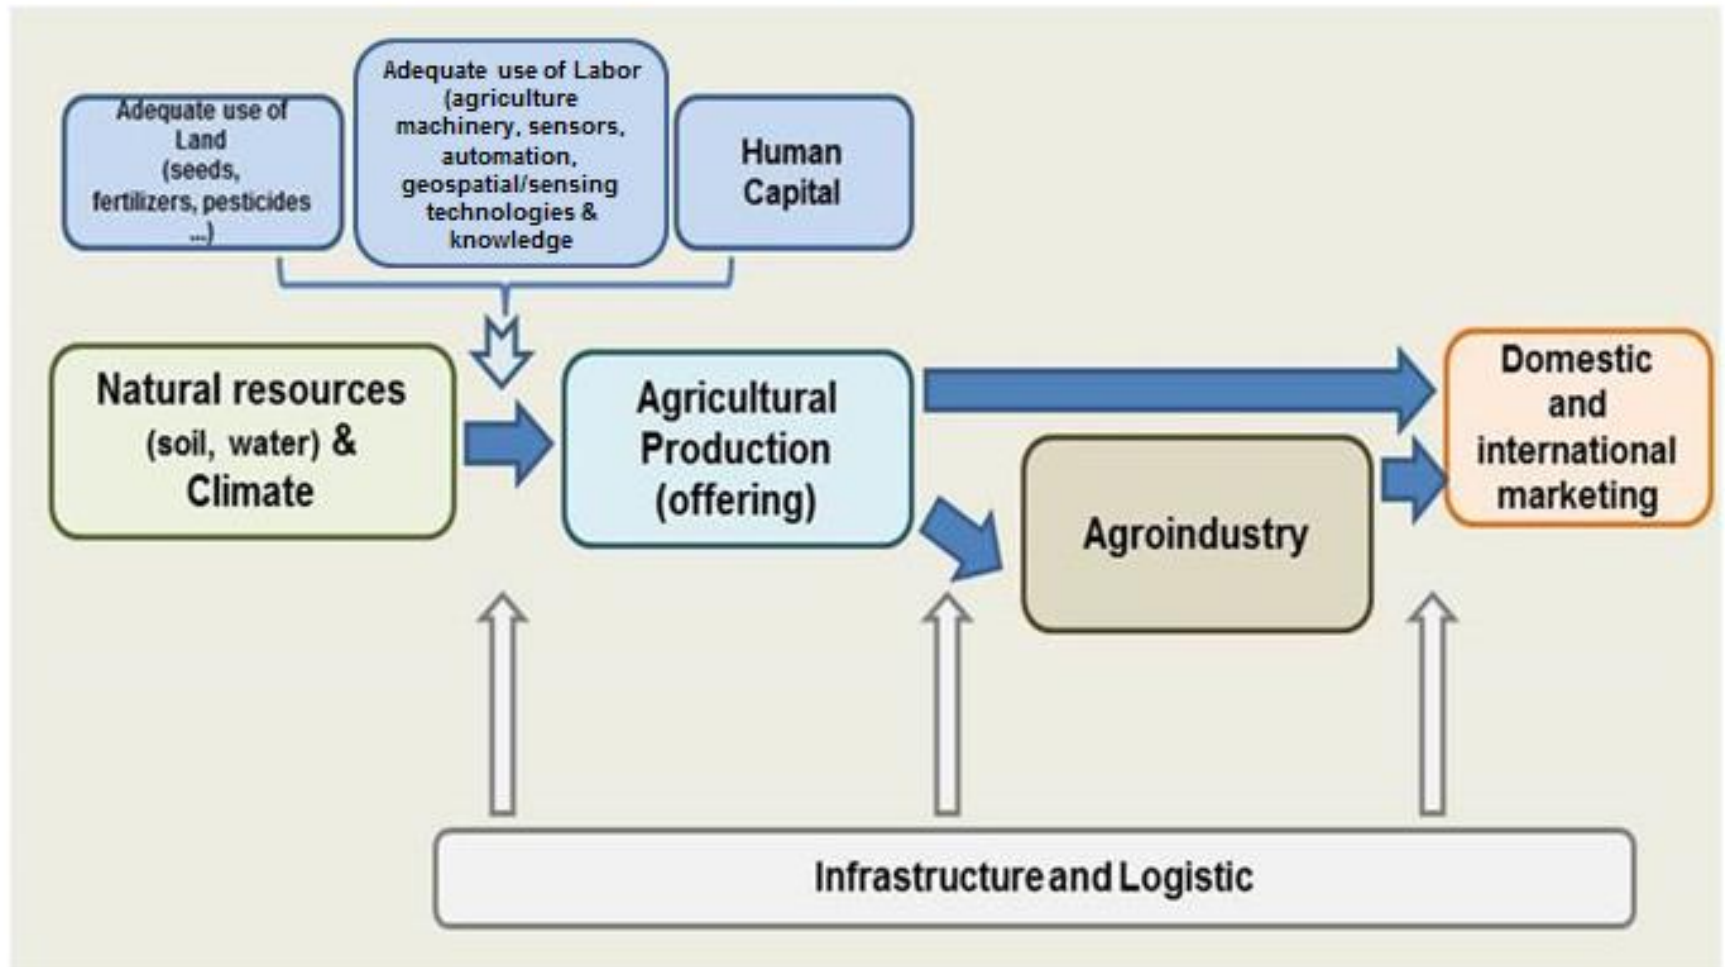 Adequate use of
Land
(seeds,
fertilizers, pesticides
...)
Adequate use of Labor
(agriculture
machinery, sensors,
automation,
geospatial/sensing
technologies &
knowledge
Human
Capital
Natural resources
(soil, water) &
Climate
Agricultural
Production
(offering)
Agroindustry
Domestic
and
international
marketing
Infrastructure and Logistic